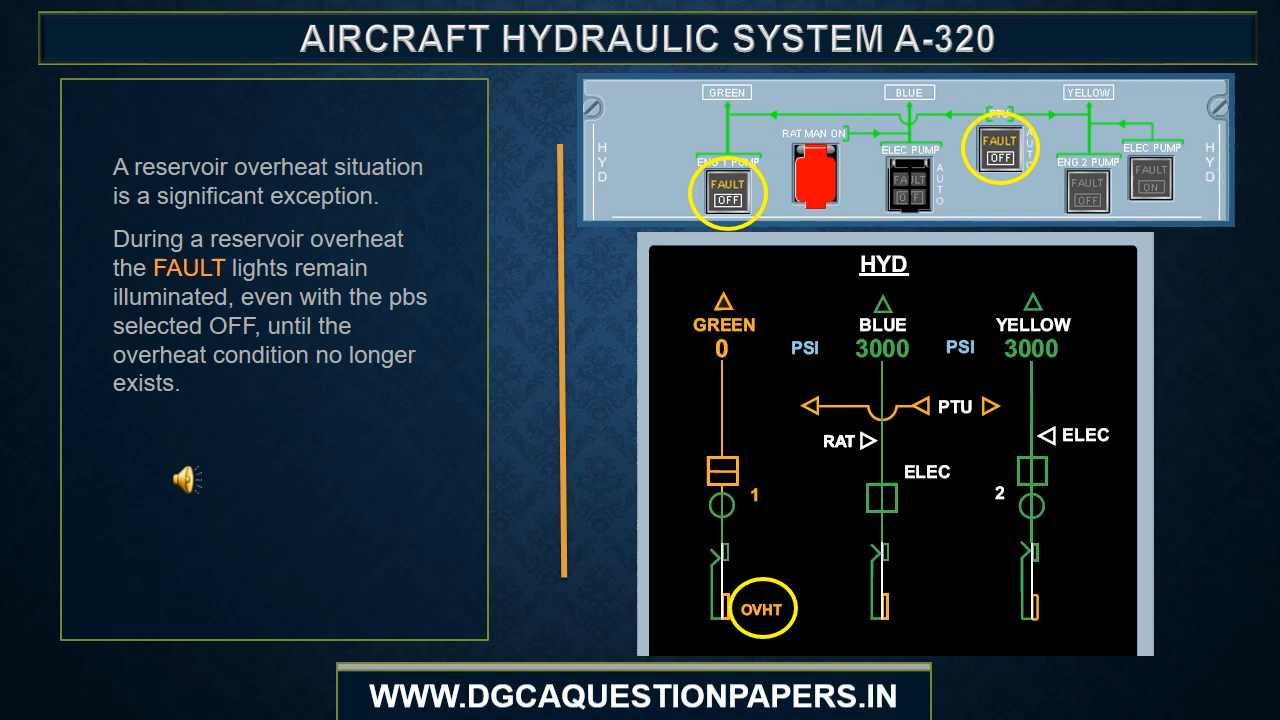 AIRCRAFT HYDRAULIC SYSTEM A-320
A reservoir overheat situation
is a significant exception.
During a reservoir overheat
the FAULT lights remain
illuminated, even with the pbs
selected OFF, until the
overheat condition no longer
exists.
GREEN BLUE YELLOW
PTU
RAT MAN ON
ELEC PUMP
ELEC PUMP
ENG 1 PUMP
ENG 2 PUMP
HYD
HYD
FAULT
OFF
AUTO
FAULT
OFF
FAULT
OFF
AUTO
FAULT
OFF
FAULT
ON
HYD
GREEN BLUE YELLOW
0 PSI 3000 PSI 3000
PTU
RAT
ELEC
ELEC
1
2
OVHT
WWW.DGCAQUESTIONPAPERS.IN